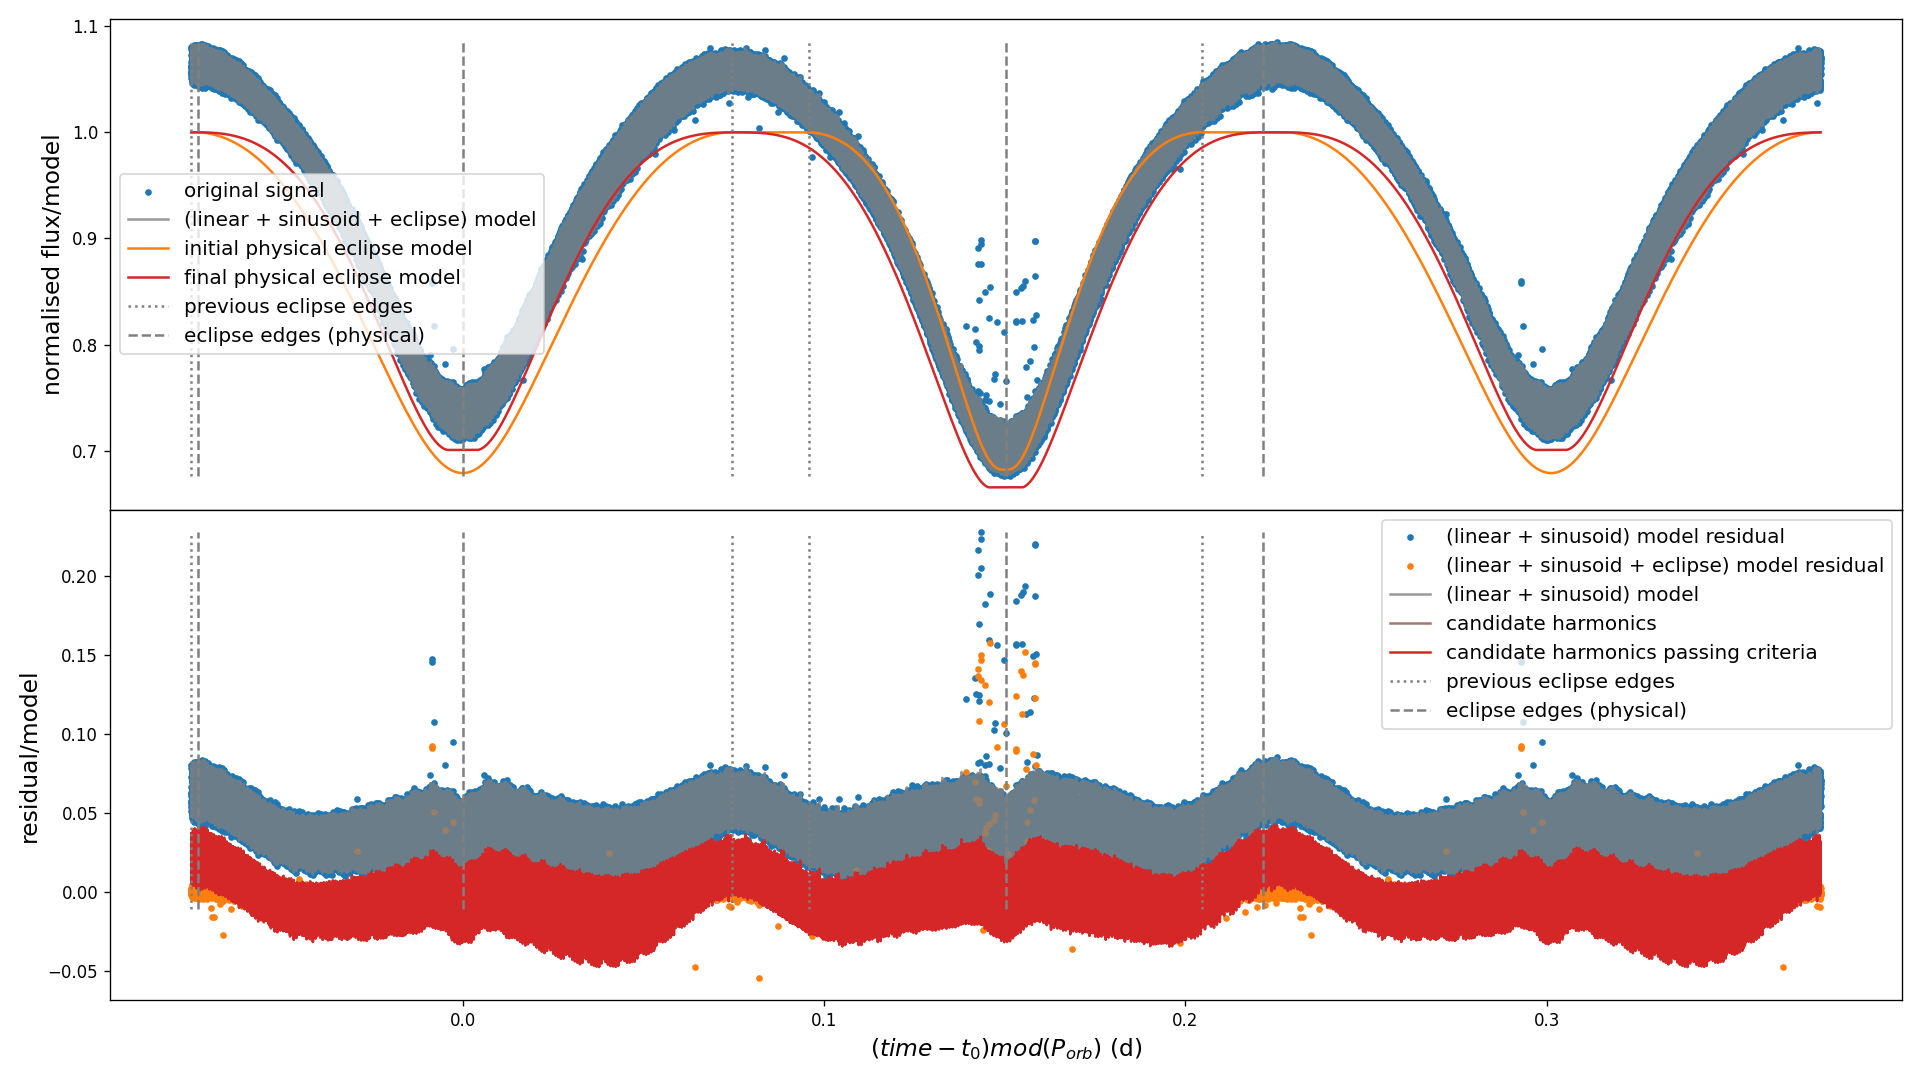 1.1
1.0
0.9
0.8
0.7
normalised flux/model
original signal
(linear + sinusoid + eclipse) model
initial physical eclipse model
final physical eclipse model
previous eclipse edges
eclipse edges (physical)
0.20
0.15
0.10
0.05
0.00
−0.05
residual/model
(linear + sinusoid) model residual
(linear + sinusoid + eclipse) model residual
(linear + sinusoid) model
candidate harmonics
candidate harmonics passing criteria
previous eclipse edges
eclipse edges (physical)
0.0
0.1
0.2
0.3
(time − t₀)mod(P_orb) (d)